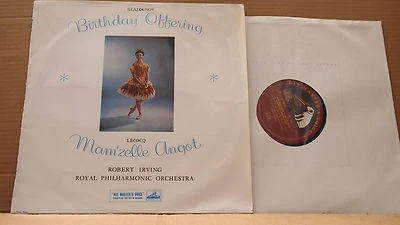 GLAZOUNOV
Birthday Offering
LECOCQ
Mam'zelle Angot
ROBERT IRVING
ROYAL PHILHARMONIC ORCHESTRA
"HIS MASTER'S VOICE"